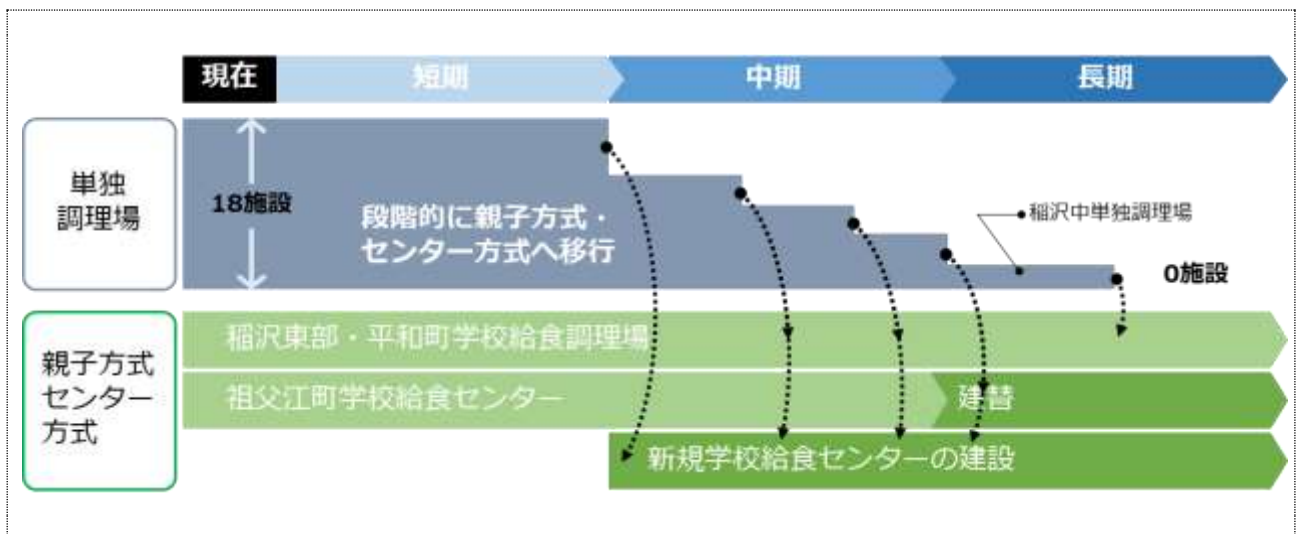 現在
短期
中期
長期
単独
調理場
18施設
段階的に親子方式・
センター方式へ移行
稲沢中単独調理場
0施設
親子方式
センター
方式
稲沢東部・平和町学校給食調理場
祖父江町学校給食センター
建替
新規学校給食センターの建設